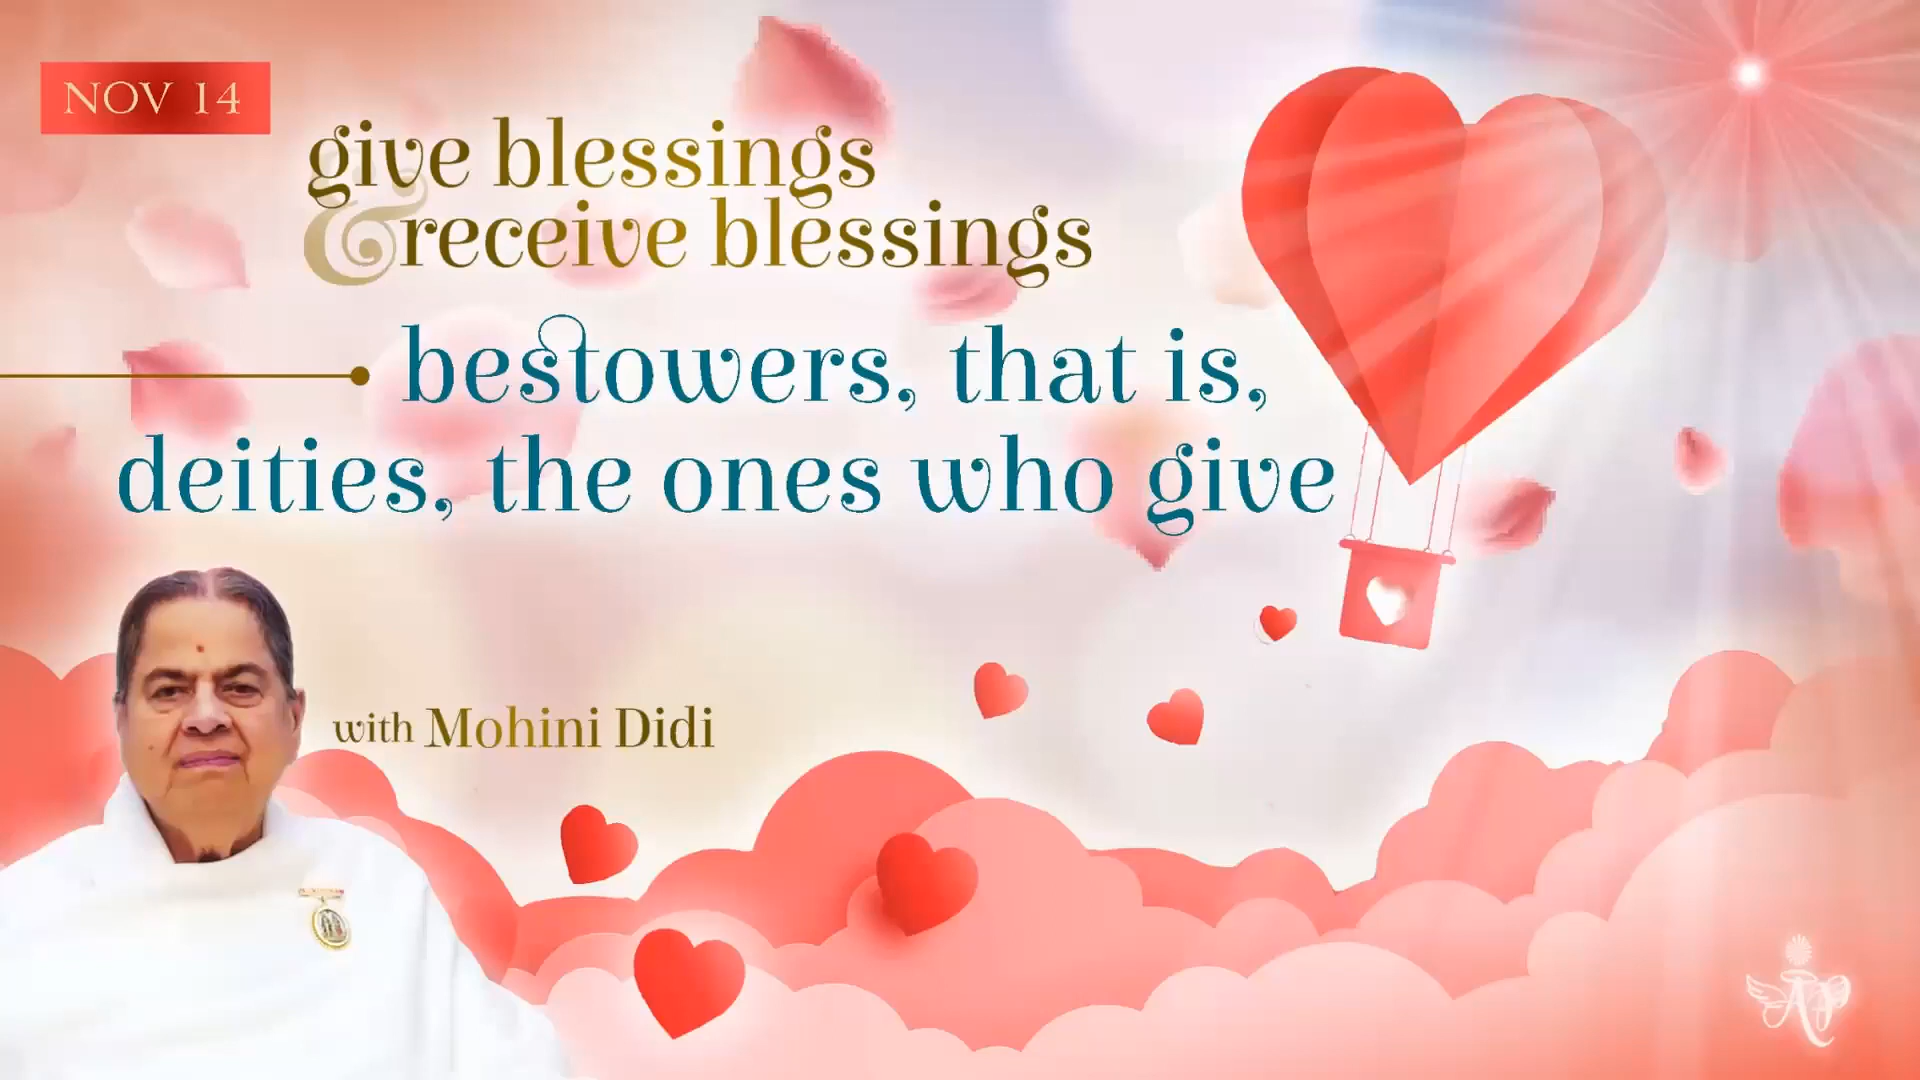 NOV 14
give blessings
& receive blessings
bestowers, that is,
deities, the ones who give
with Mohini Didi